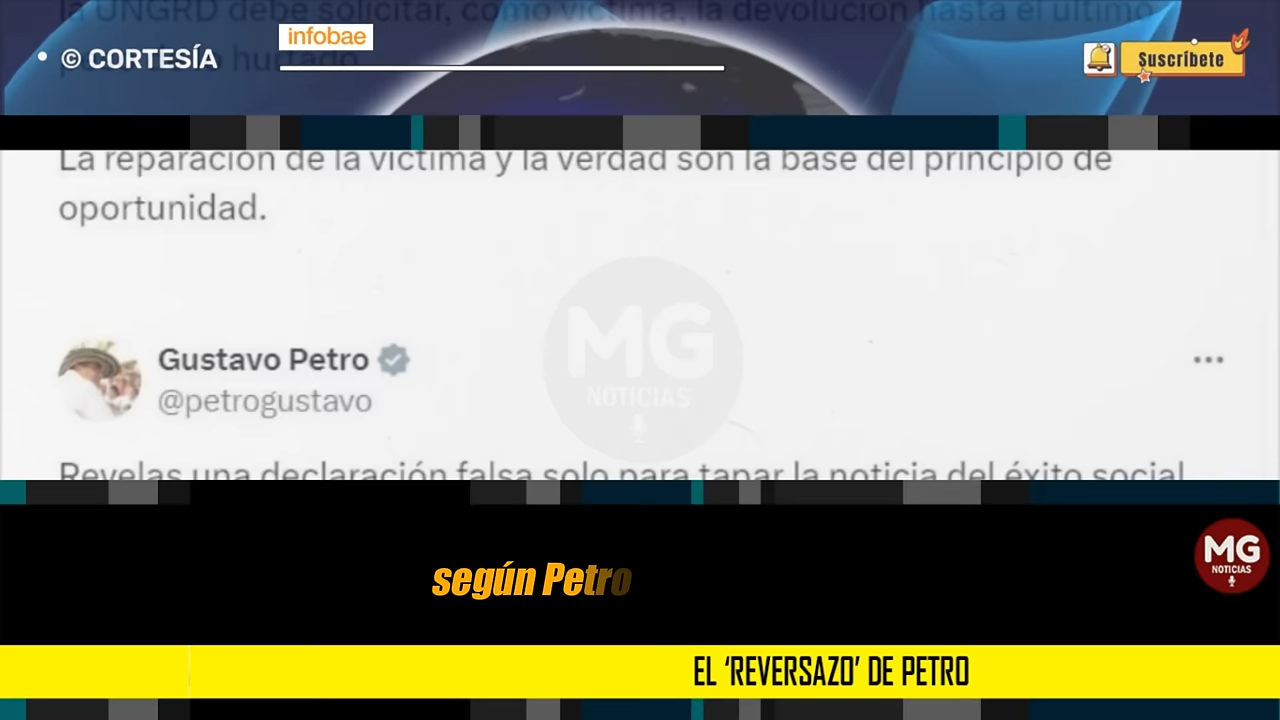 la UNGRD debe solicitar, como víctima, la devolución hasta el último
infobae
• © CORTESÍA
hurtado.
Suscríbete
La reparación de la víctima y la verdad son la base del principio de
oportunidad.
MG
NOTICIAS
Gustavo Petro
@petrogustavo
Revelas una declaración falsa solo para tapar la noticia del éxito social
MG
NOTICIAS
según Petro
EL ‘REVERSAZO’ DE PETRO